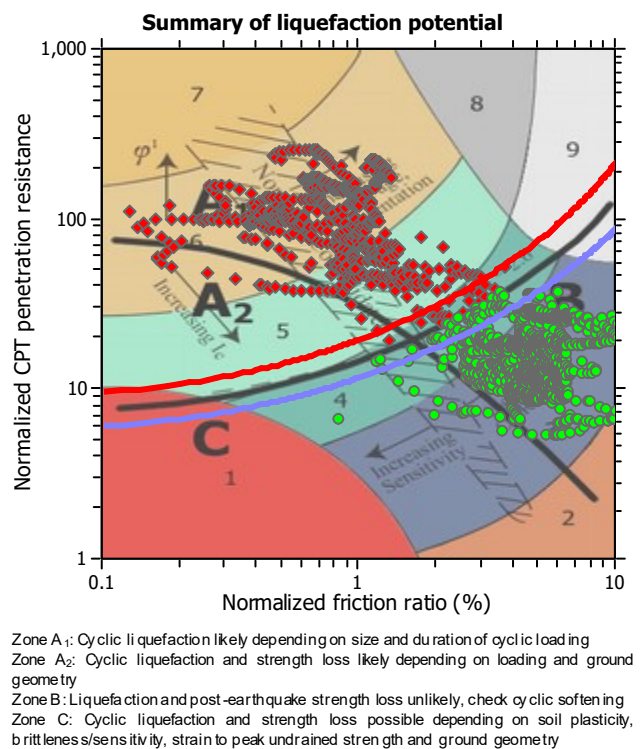 Summary of liquefaction potential
1,000
7
8
9
φ'
100
A
6
A2
Increasing Ic
5
B
10
4
C
Increasing
Sensitivity
1
2
1
0.1
1
10
Normalized CPT penetration resistance
Normalized friction ratio (%)
Zone A1: Cyclic liquefaction likely depending on size and duration of cyclic loading
Zone A2: Cyclic liquefaction and strength loss likely depending on loading and ground
geometry
Zone B: Liquefaction and post-earthquake strength loss unlikely, check cyclic softening
Zone C: Cyclic liquefaction and strength loss possible depending on soil plasticity,
brittleness/sensitivity, strain to peak undrained strength and ground geometry